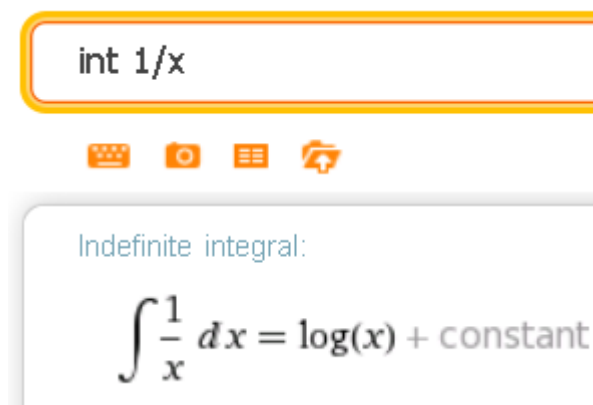 int 1/x
Indefinite integral:
∫ 1/x dx = log(x) + constant